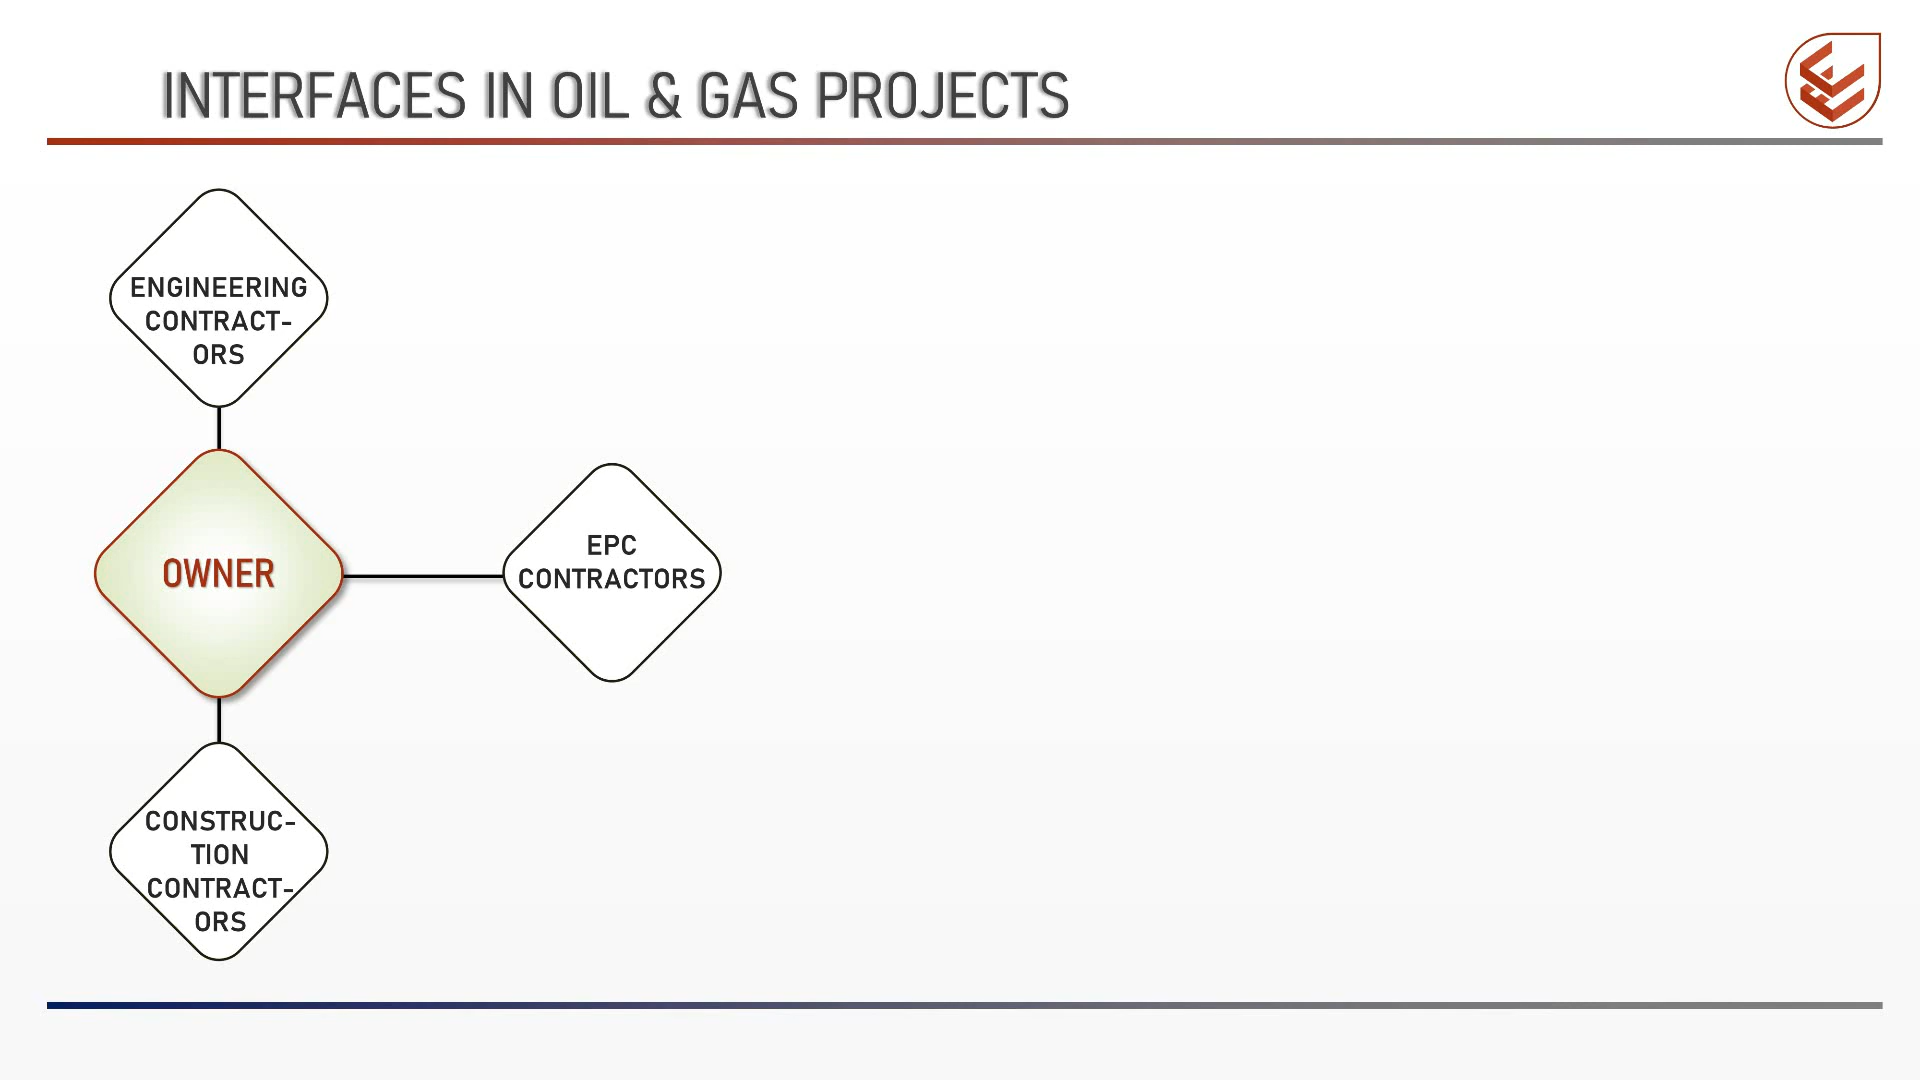 INTERFACES IN OIL & GAS PROJECTS
ENGINEERING
CONTRACT-
ORS
OWNER
EPC
CONTRACTORS
CONSTRUC-
TION
CONTRACT-
ORS